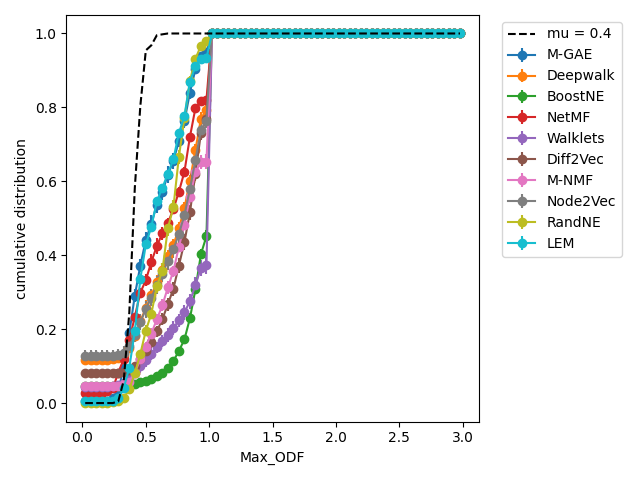 1.0
0.8
0.6
0.4
0.2
0.0
cumulative distribution
0.0 0.5 1.0 1.5 2.0 2.5 3.0
Max_ODF
mu = 0.4
M-GAE
Deepwalk
BoostNE
NetMF
Walklets
Diff2Vec
M-NMF
Node2Vec
RandNE
LEM